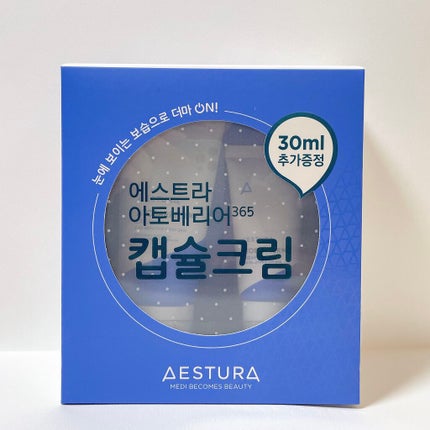 눈에 보이는 보습으로 더마 ON!
30ml
추가증정
에스트라
아토베리어365
캡슐크림
AESTURA
MEDI BECOMES BEAUTY